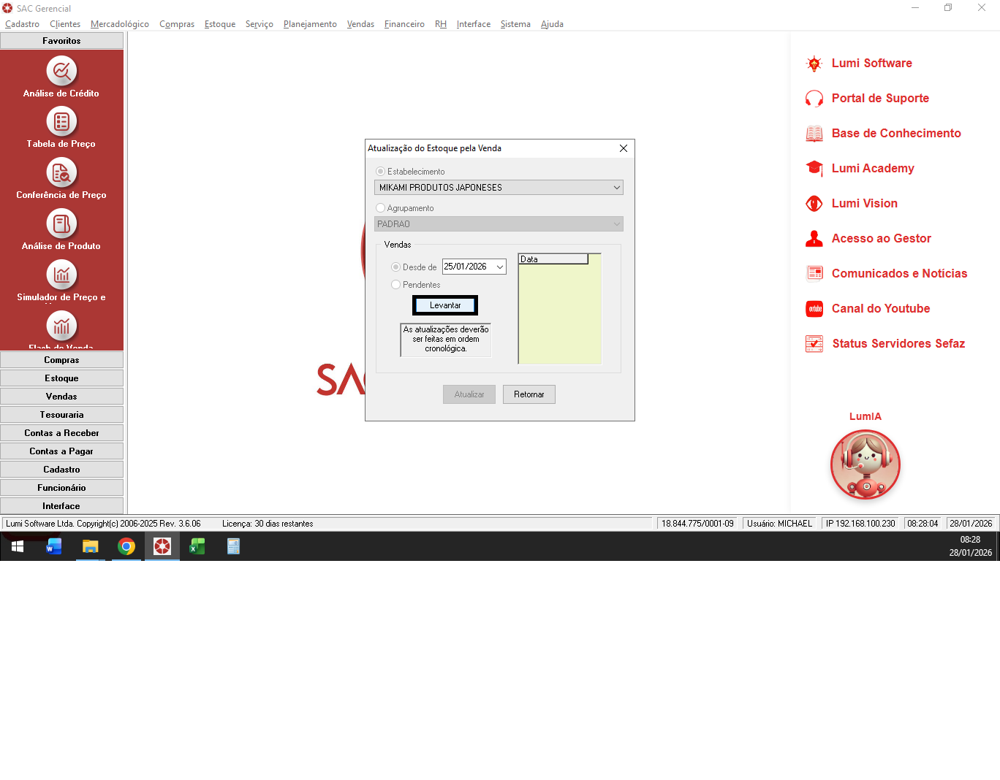 SAC Gerencial
Cadastro Clientes Mercadológico Compras Estoque Serviço Planejamento Vendas Financeiro RH Interface Sistema Ajuda
Favoritos
Análise de Crédito
Tabela de Preço
Conferência de Preço
Análise de Produto
Simulador de Preço e
Flash de Venda
Compras
Estoque
Vendas
Tesouraria
Contas a Receber
Contas a Pagar
Cadastro
Funcionário
Interface
SAC
Atualização do Estoque pela Venda
Estabelecimento
MIKAMI PRODUTOS JAPONESES
Agrupamento
PADRAO
Vendas
Desde de 25/01/2026
Pendentes
Levantar
As atualizações deverão
ser feitas em ordem
cronológica.
Data
Atualizar Retornar
Lumi Software
Portal de Suporte
Base de Conhecimento
Lumi Academy
Lumi Vision
Acesso ao Gestor
Comunicados e Notícias
Canal do Youtube
Status Servidores Sefaz
LumIA
Lumi Software Ltda. Copyright(c) 2006-2025 Rev. 3.6.06 Licença: 30 dias restantes 18.844.775/0001-09 Usuário: MICHAEL IP 192.168.100.230 08:28:04 28/01/2026
08:28
28/01/2026